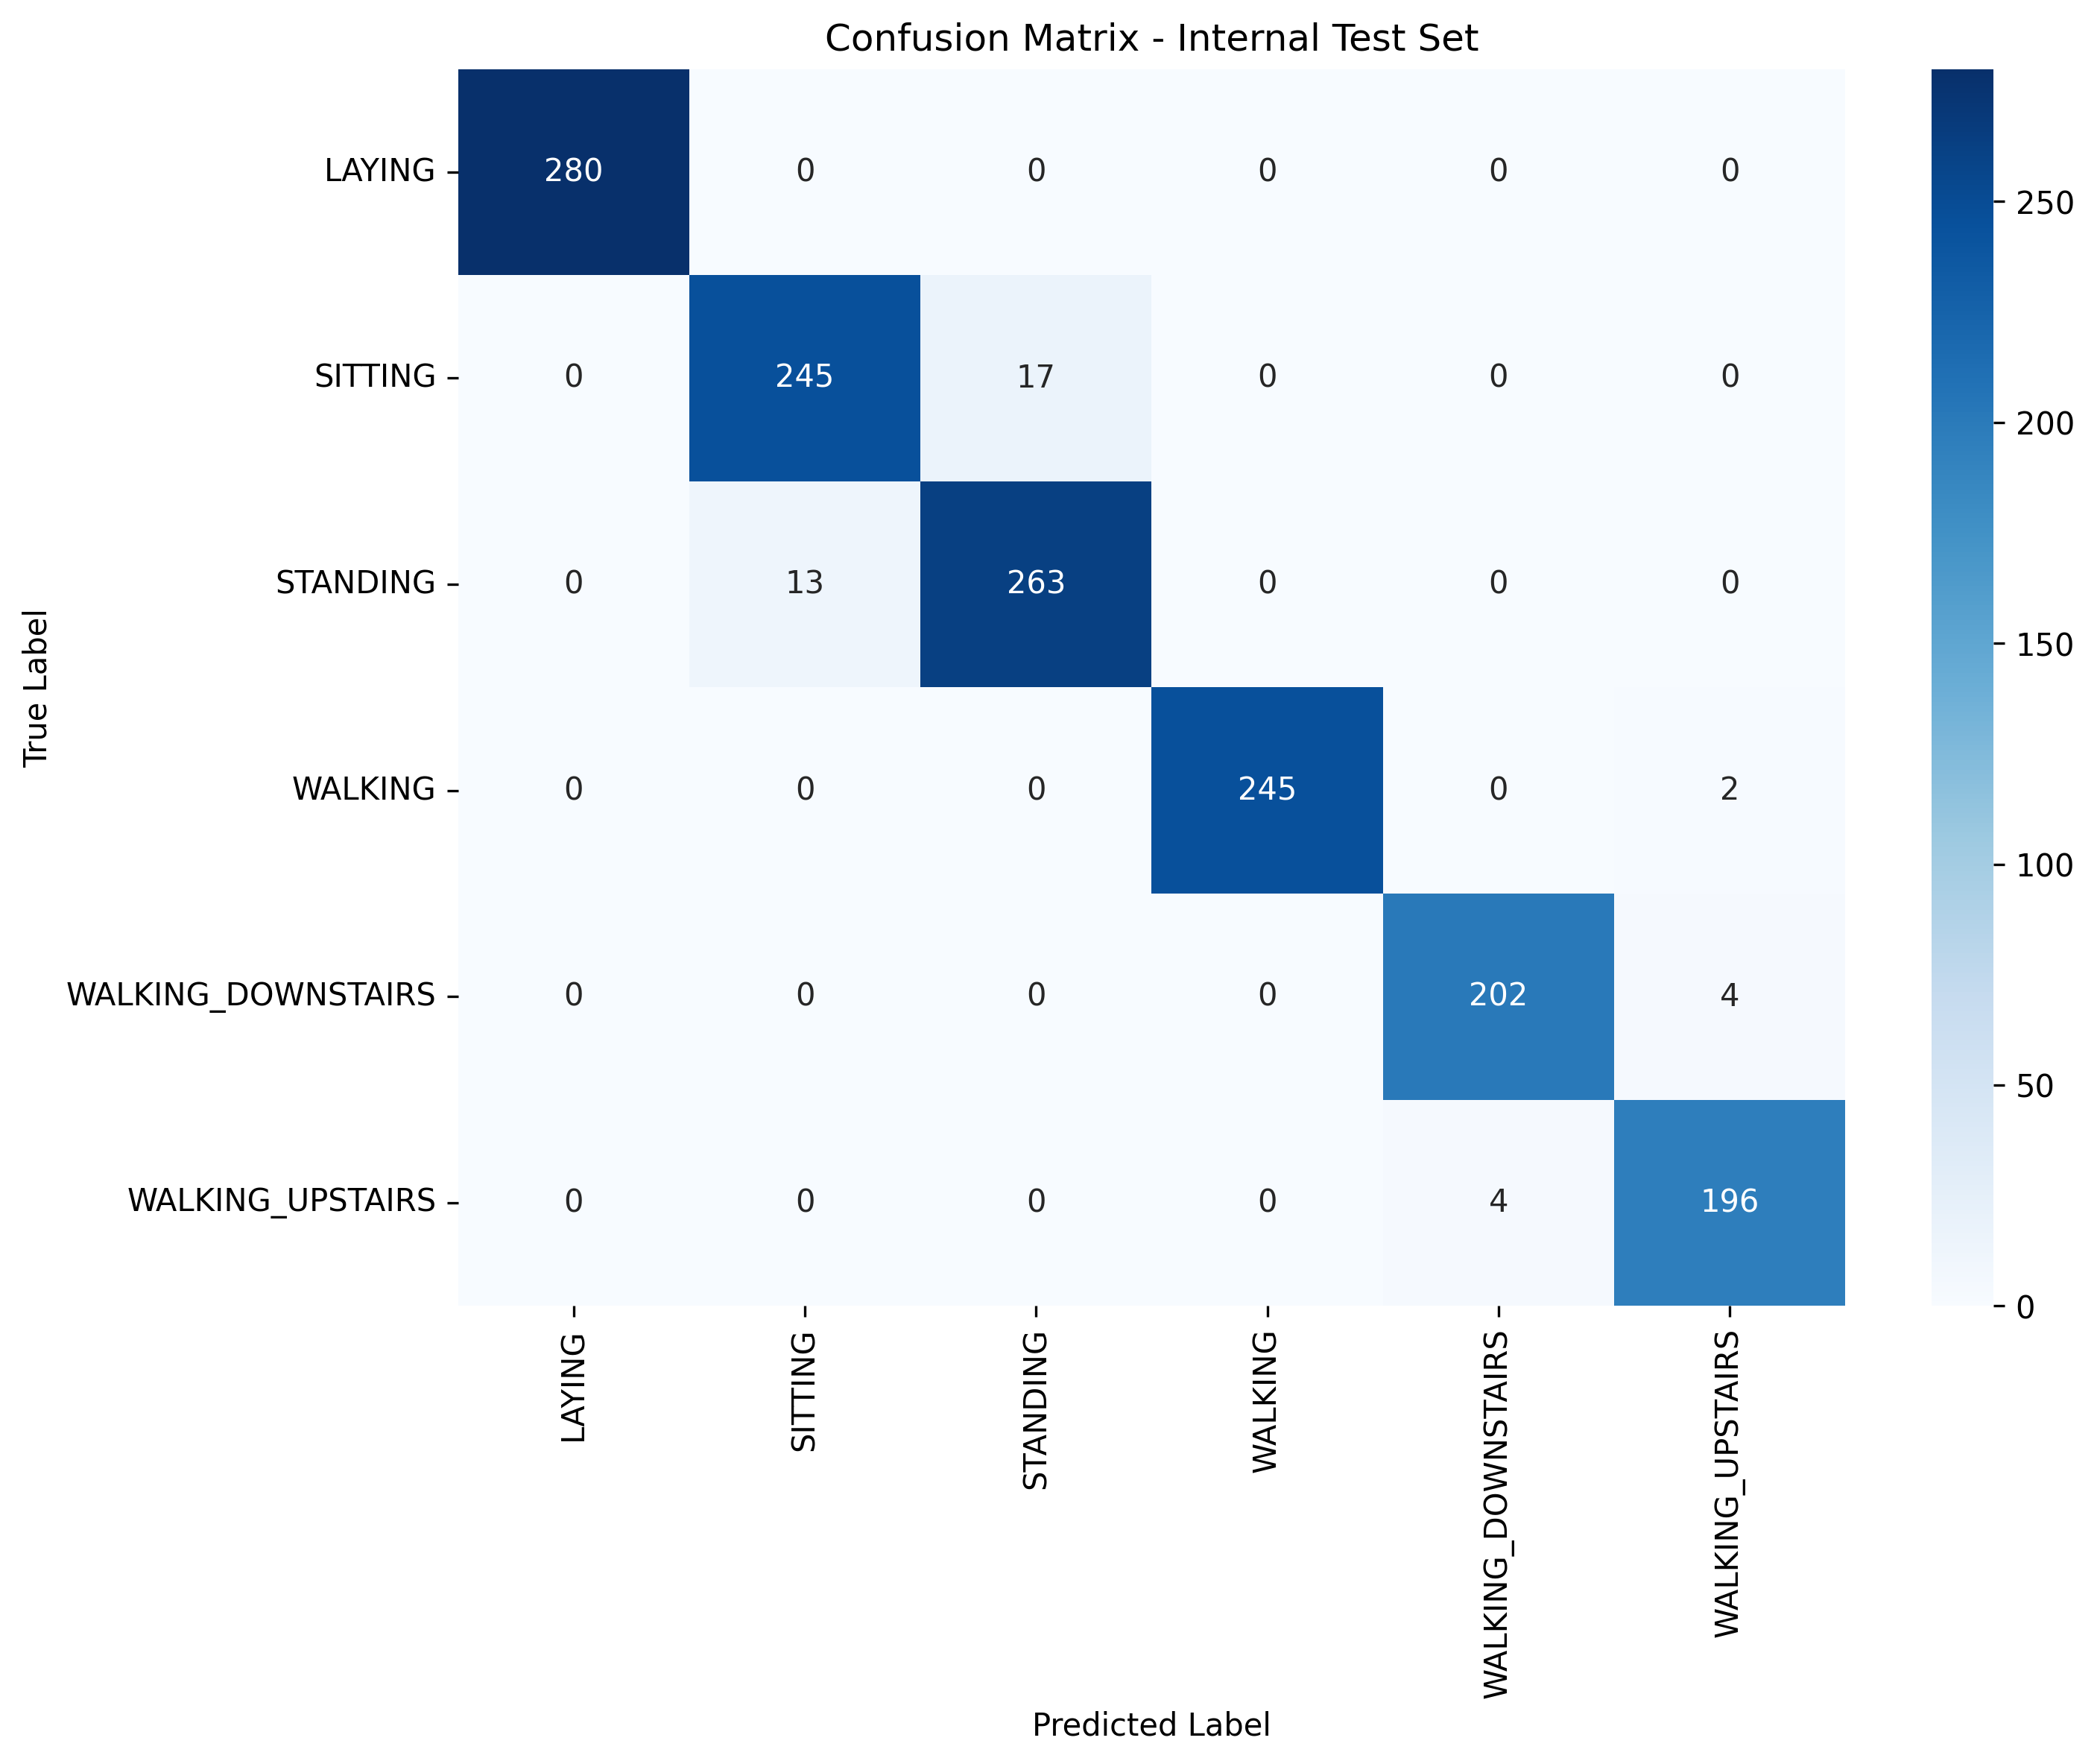 Confusion Matrix - Internal Test Set
True Label
LAYING 280 0 0 0 0 0
SITTING 0 245 17 0 0 0
STANDING 0 13 263 0 0 0
WALKING 0 0 0 245 0 2
WALKING_DOWNSTAIRS 0 0 0 0 202 4
WALKING_UPSTAIRS 0 0 0 0 4 196
LAYING
SITTING
STANDING
WALKING
WALKING_DOWNSTAIRS
WALKING_UPSTAIRS
Predicted Label
250
200
150
100
50
0